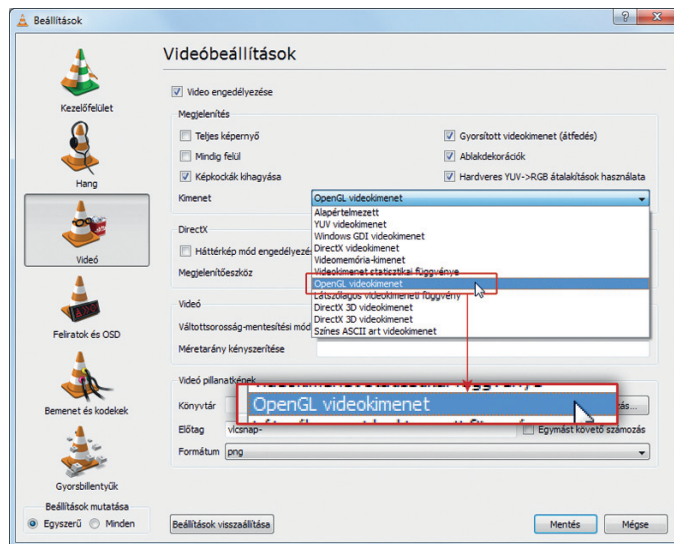 Beállítások
Kezelőfelület
Hang
Videó
Feliratok és OSD
Bemenet és kodekek
Gyorsbillentyűk
Beállítások mutatása
Egyszerű
Minden
Videóbeállítások
Video engedélyezése
Megjelenítés
Teljes képernyő
Gyorsított videokimenet (átfedés)
Mindig felül
Ablakdekorációk
Képkockák kihagyása
Hardveres YUV->RGB átalakítások használata
Kimenet
OpenGL videokimenet
Alapértelmezett
YUV videokimenet
Windows GDI videokimenet
DirectX videokimenet
Videomemória-kimenet
Videokimenet statisztikai függvénye
OpenGL videokimenet
Látszólagos videokimeneti függvény
DirectX 3D videokimenet
DirectX 3D videokimenet
Színes ASCII art videokimenet
DirectX
Háttérkép mód
Megjelenítőeszköz
Videó
Váltottsorosság-mentesítési mód
Méretarány kényszerítése
Videó pillanatképek
OpenGL videokimenet
Könyvtár
Előtag
vlcsnap-
Egymást követő számozás
Formátum
png
Beállítások visszaállítása
Mentés
Mégse